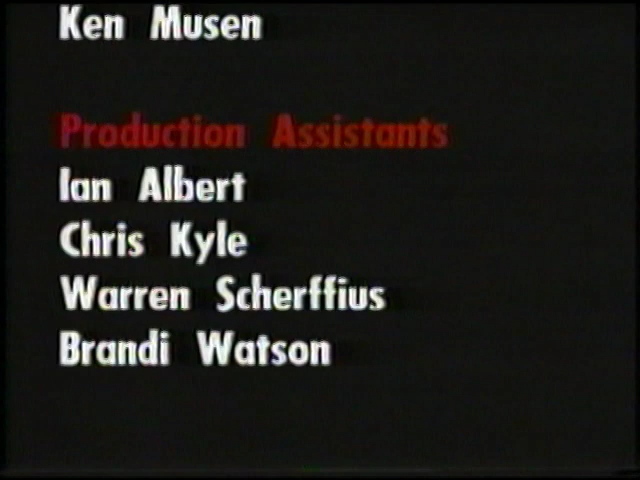 Ken Musen
Production Assistants
Ian Albert
Chris Kyle
Warren Scherffius
Brandi Watson